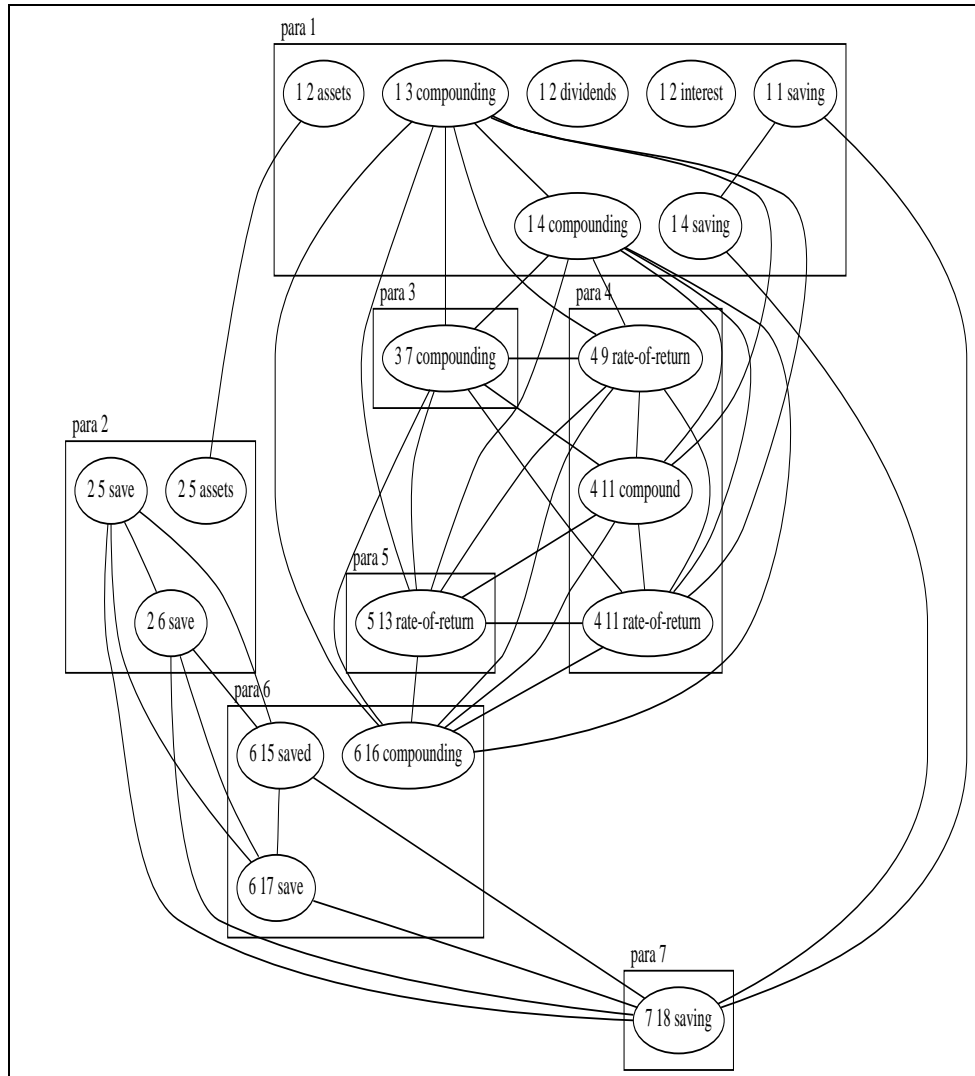 para 1
1 2 assets
1 3 compounding
1 2 dividends
1 2 interest
1 1 saving
1 4 compounding
1 4 saving
para 3
para 4
3 7 compounding
4 9 rate-of-return
para 2
2 5 save
2 5 assets
4 11 compound
para 5
2 6 save
5 13 rate-of-return
4 11 rate-of-return
para 6
6 15 saved
6 16 compounding
6 17 save
para 7
7 18 saving